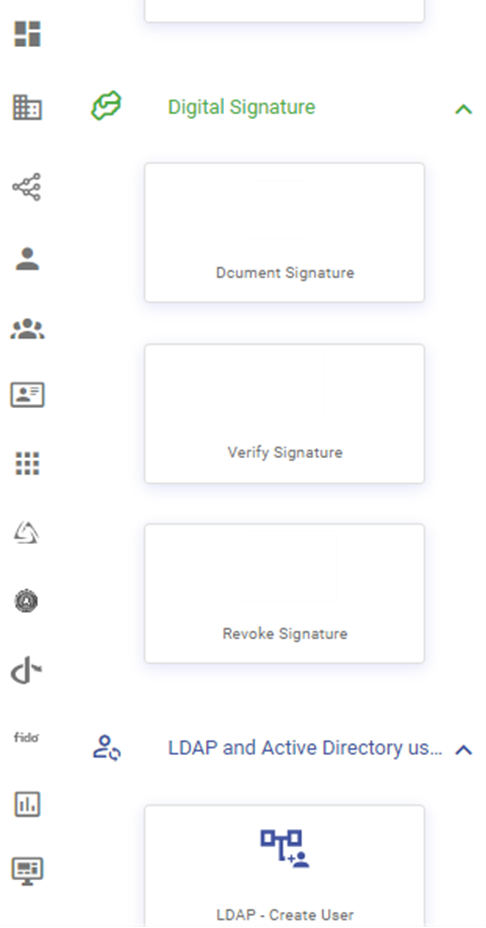 Digital Signature
Dcument Signature
Verify Signature
Revoke Signature
fido
LDAP and Active Directory us...
LDAP - Create User